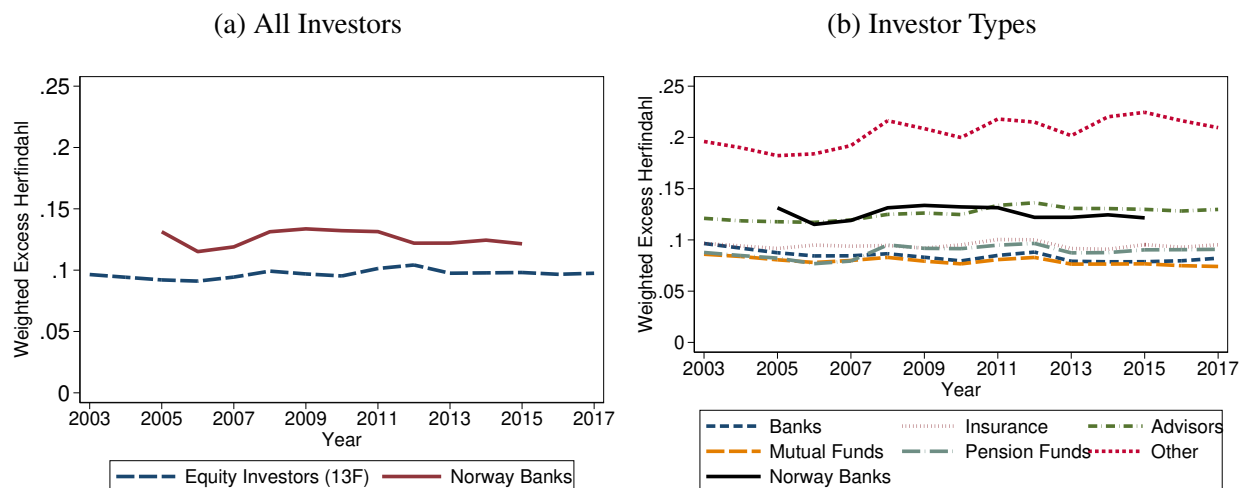 (a) All Investors
Weighted Excess Herfindahl
.25
.2
.15
.1
.05
0
2003 2005 2007 2009 2011 2013 2015 2017
Year
Equity Investors (13F) Norway Banks
(b) Investor Types
Weighted Excess Herfindahl
.25
.2
.15
.1
.05
0
2003 2005 2007 2009 2011 2013 2015 2017
Year
Banks Insurance Advisors
Mutual Funds Pension Funds Other
Norway Banks